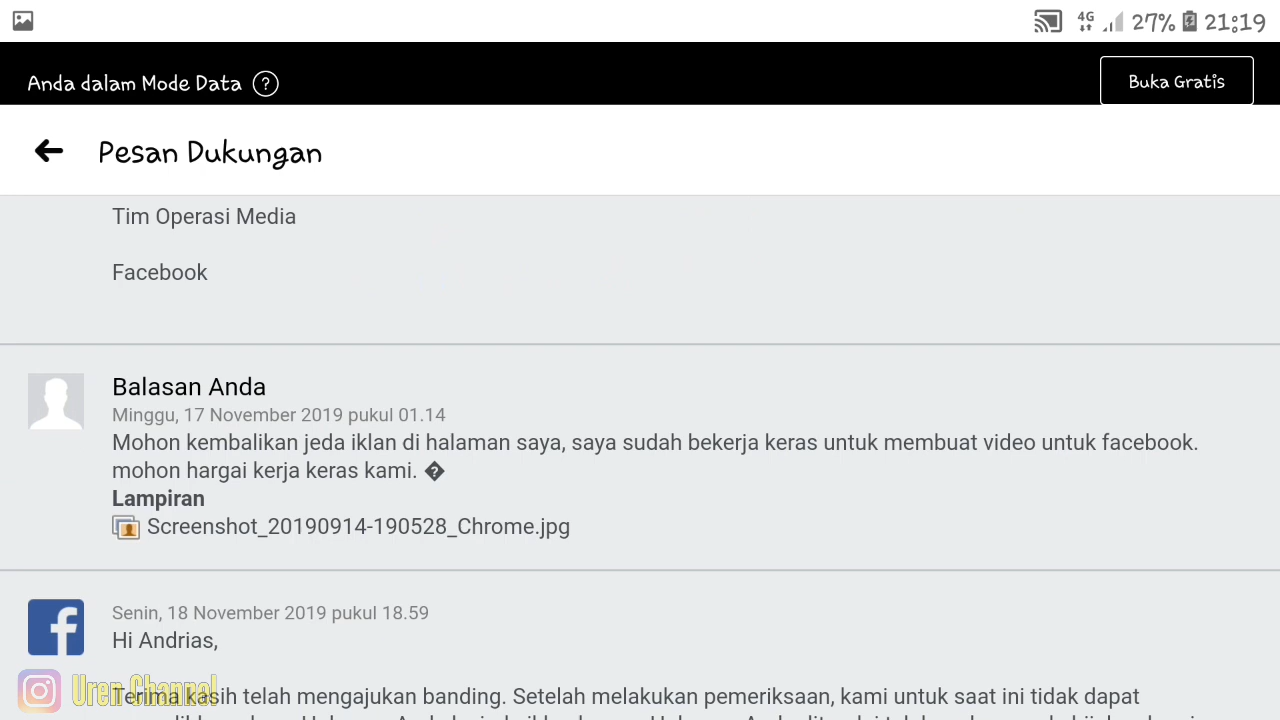 4G 27% 21:19
Anda dalam Mode Data ?
Buka Gratis
Pesan Dukungan
Tim Operasi Media
Facebook
Balasan Anda
Minggu, 17 November 2019 pukul 01.14
Mohon kembalikan jeda iklan di halaman saya, saya sudah bekerja keras untuk membuat video untuk facebook.
mohon hargai kerja keras kami. �
Lampiran
Screenshot_20190914-190528_Chrome.jpg
Senin, 18 November 2019 pukul 18.59
Hi Andrias,
Uren Channel
Terima kasih telah mengajukan banding. Setelah melakukan pemeriksaan, kami untuk saat ini tidak dapat